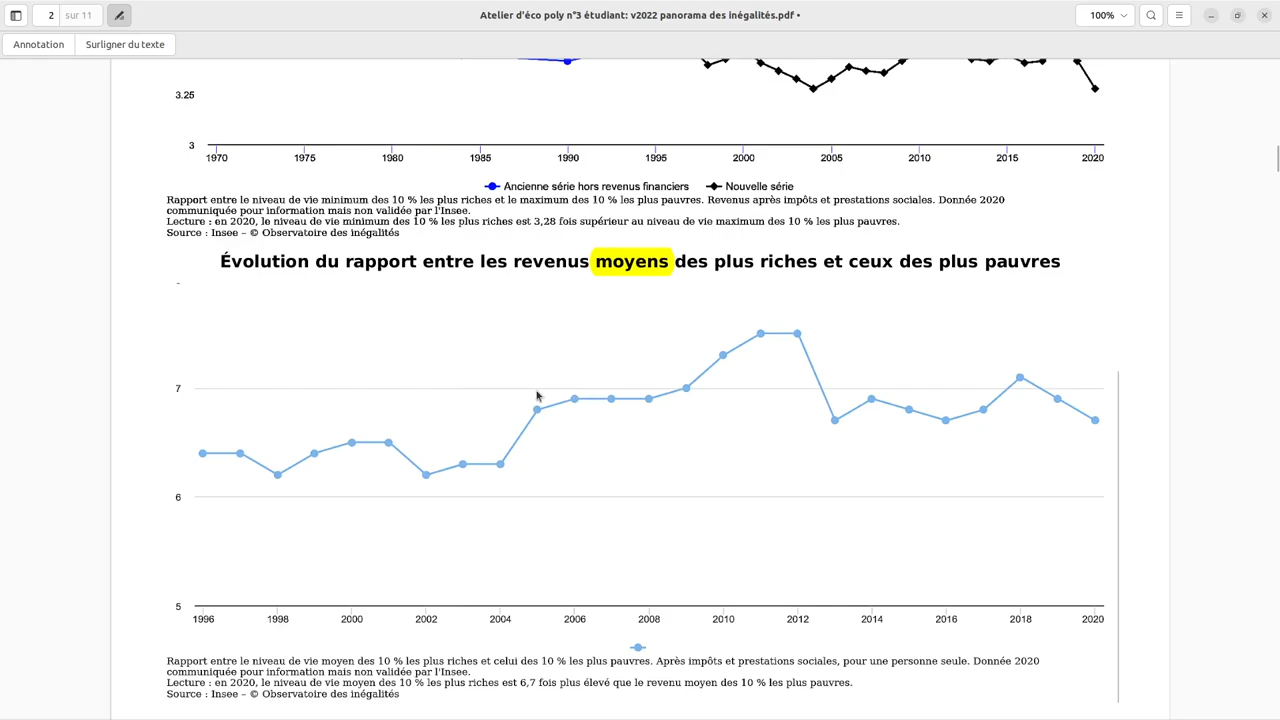 2 sur 11
Atelier d'éco poly n°3 étudiant: v2022 panorama des inégalités.pdf •
100%
Annotation
Surligner du texte
3.25
3
1970 1975 1980 1985 1990 1995 2000 2005 2010 2015 2020
Ancienne série hors revenus financiers Nouvelle série
Rapport entre le niveau de vie minimum des 10 % les plus riches et le maximum des 10 % les plus pauvres. Revenus après impôts et prestations sociales. Donnée 2020
communiquée pour information mais non validée par l'Insee.
Lecture : en 2020, le niveau de vie minimum des 10 % les plus riches est 3,28 fois supérieur au niveau de vie maximum des 10 % les plus pauvres.
Source : Insee – © Observatoire des inégalités
Évolution du rapport entre les revenus moyens des plus riches et ceux des plus pauvres
7
6
5
1996 1998 2000 2002 2004 2006 2008 2010 2012 2014 2016 2018 2020
Rapport entre le niveau de vie moyen des 10 % les plus riches et celui des 10 % les plus pauvres. Après impôts et prestations sociales, pour une personne seule. Donnée 2020
communiquée pour information mais non validée par l'Insee.
Lecture : en 2020, le niveau de vie moyen des 10 % les plus riches est 6,7 fois plus élevé que le revenu moyen des 10 % les plus pauvres.
Source : Insee – © Observatoire des inégalités